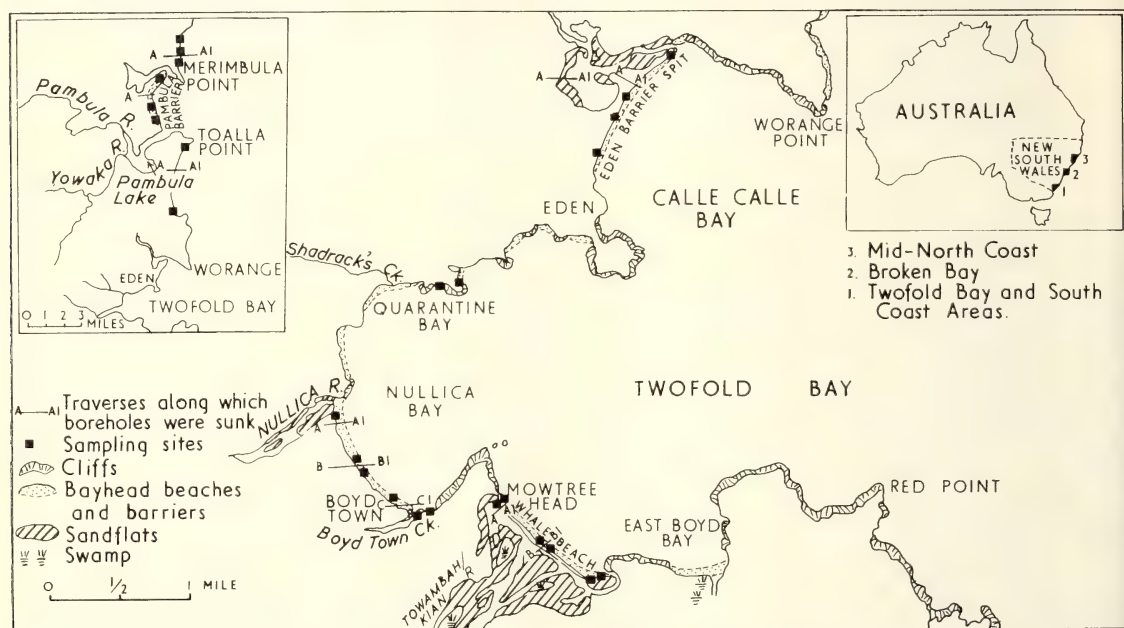 A A1
MERIMBULA
POINT
Pambula
R.
A
PAMBULA
BARRIER
TOALLA
POINT
R.
Yowaka
A A1
Pambula
Lake
WORANGE
EDEN
TWOFOLD BAY
0 1 2 3
MILES
A A1
A
EDEN BARRIER SPIT
WORANGE
POINT
EDEN
CALLE CALLE
BAY
AUSTRALIA
NEW
SOUTH
WALES
3
2
1
3. Mid-North Coast
2. Broken Bay
1. Twofold Bay and South
Coast Areas.
Shadrack's Ck.
QUARANTINE
BAY
NULLICA
BAY
TWOFOLD BAY
NULLICA R.
A A1
B B1
C C1
BOYD
TOWN
Boyd Town Ck.
MOWTREE
HEAD
A A1
WHALE BEACH
B B1
EAST BOYD
BAY
RED POINT
TOWAMBAH/
KIAH R
A A1 Traverses along which
boreholes were sunk
Sampling sites
Cliffs
Bayhead beaches
and barriers
Sandflats
Swamp
0 1/2 1 MILE